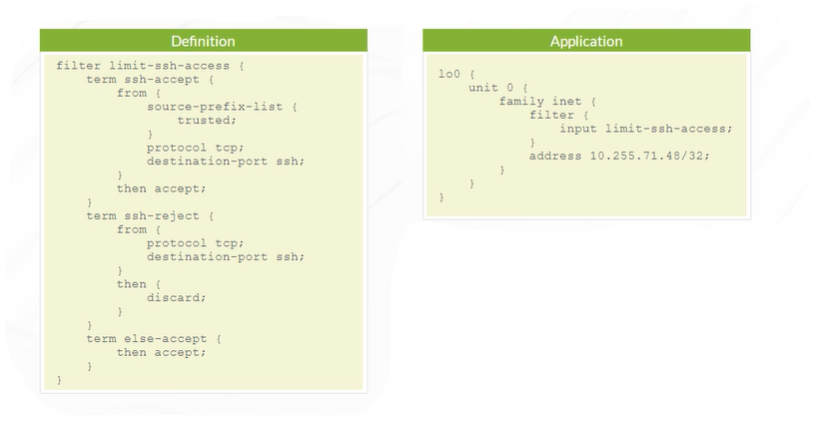 Definition
filter limit-ssh-access {
    term ssh-accept {
        from {
            source-prefix-list {
                trusted;
            }
            protocol tcp;
            destination-port ssh;
        }
        then accept;
    }
    term ssh-reject {
        from {
            protocol tcp;
            destination-port ssh;
        }
        then {
            discard;
        }
    }
    term else-accept {
        then accept;
    }
}
Application
lo0 {
    unit 0 {
        family inet {
            filter {
                input limit-ssh-access;
            }
            address 10.255.71.48/32;
        }
    }
}